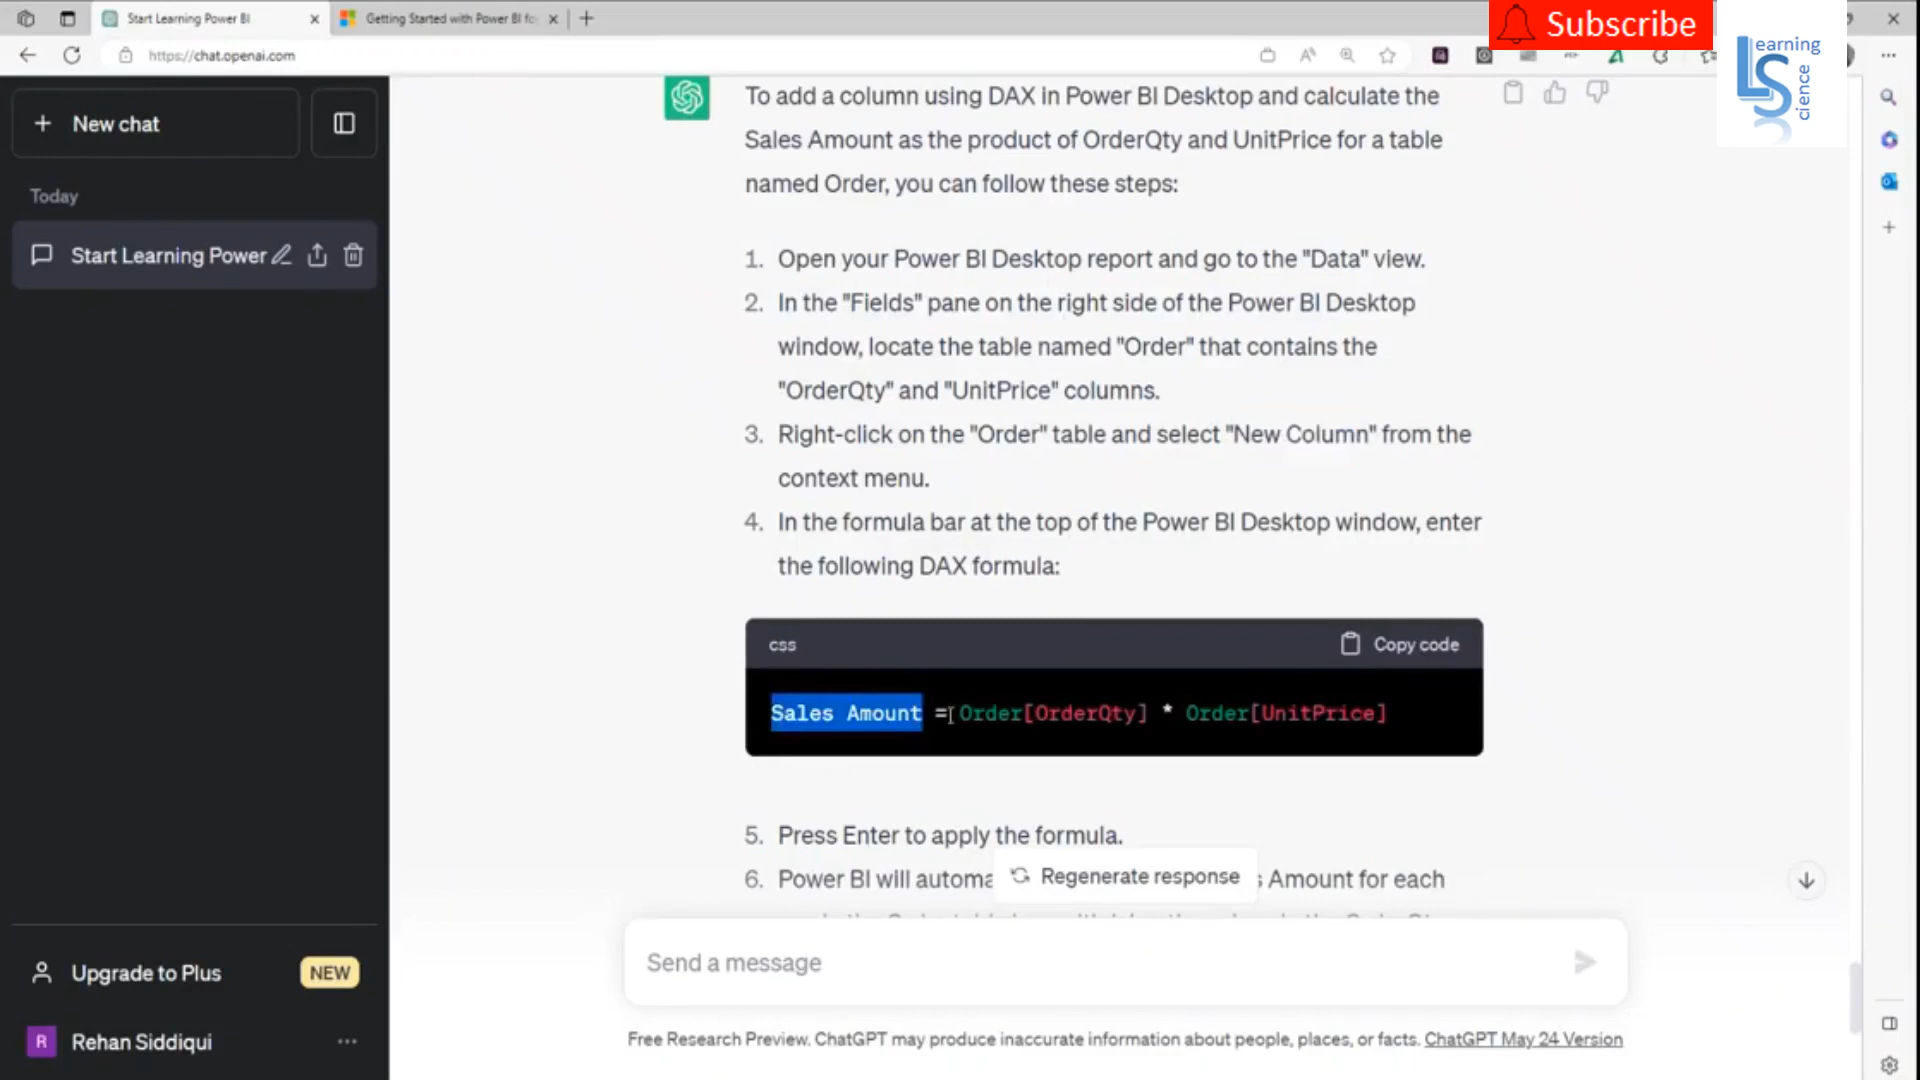 Start Learning Power BI
Getting Started with Power BI fo
Subscribe
https://chat.openai.com
LS
earning
cience
New chat
Today
Start Learning Power
Upgrade to Plus
NEW
R
Rehan Siddiqui
To add a column using DAX in Power BI Desktop and calculate the
Sales Amount as the product of OrderQty and UnitPrice for a table
named Order, you can follow these steps:
1. Open your Power BI Desktop report and go to the "Data" view.
2. In the "Fields" pane on the right side of the Power BI Desktop
window, locate the table named "Order" that contains the
"OrderQty" and "UnitPrice" columns.
3. Right-click on the "Order" table and select "New Column" from the
context menu.
4. In the formula bar at the top of the Power BI Desktop window, enter
the following DAX formula:
css
Copy code
Sales Amount = Order[OrderQty] * Order[UnitPrice]
5. Press Enter to apply the formula.
6. Power BI will automa
Regenerate response
Amount for each
Send a message
Free Research Preview. ChatGPT may produce inaccurate information about people, places, or facts. ChatGPT May 24 Version